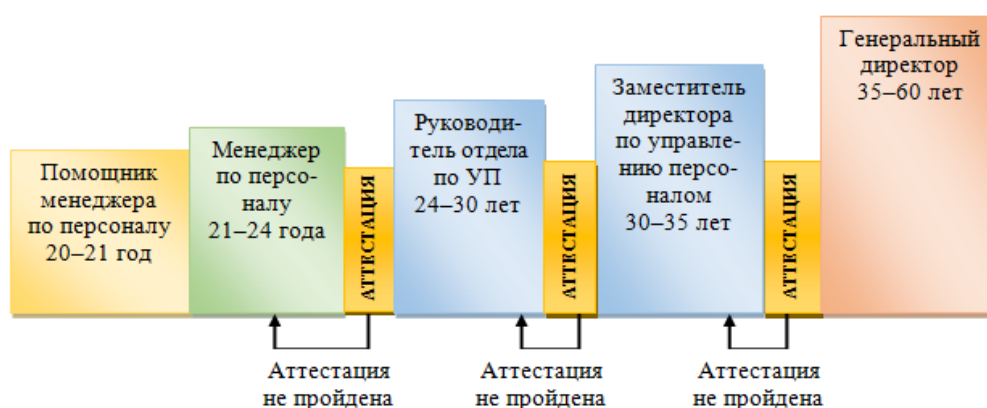 Помощник
менеджера
по персоналу
20–21 год
Менеджер
по персо-
налу
21–24 года
АТТЕСТАЦИЯ
Руководи-
тель отдела
по УП
24–30 лет
АТТЕСТАЦИЯ
Заместитель
директора
по управле-
нию персо-
налом
30–35 лет
АТТЕСТАЦИЯ
Генеральный
директор
35–60 лет
Аттестация
не пройдена
Аттестация
не пройдена
Аттестация
не пройдена